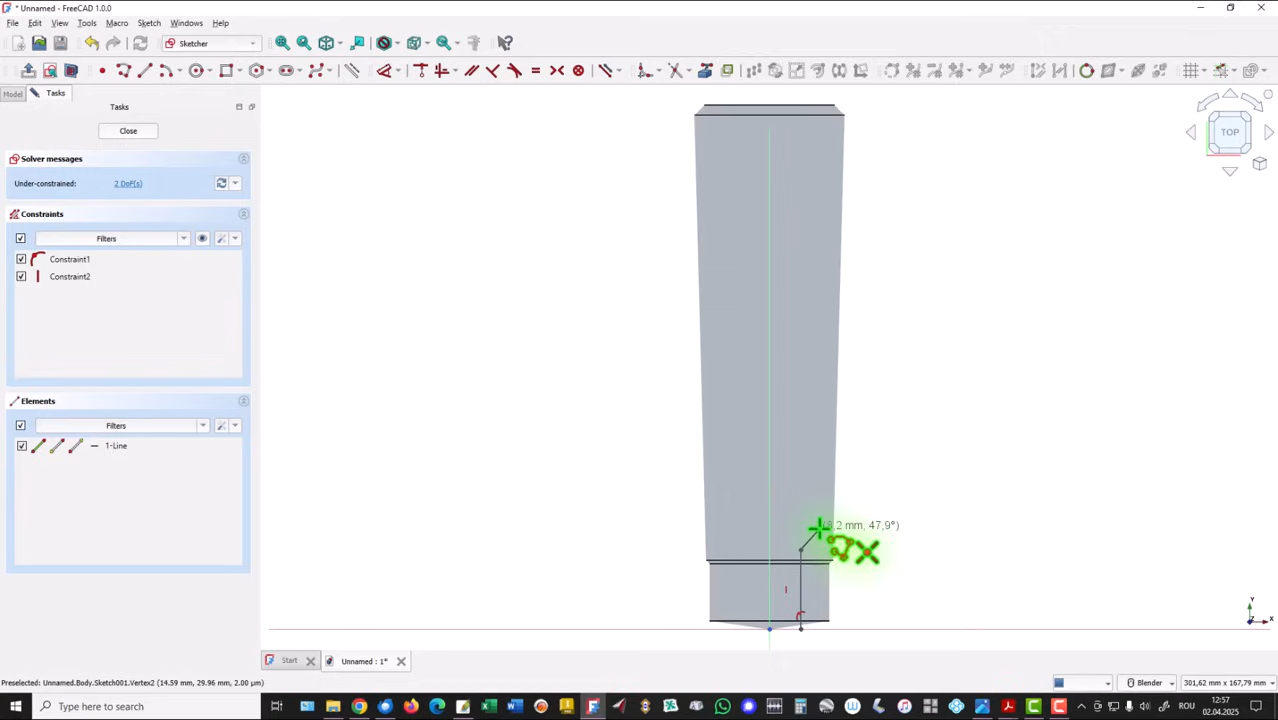 * Unnamed - FreeCAD 1.0.0
File Edit View Tools Macro Sketch Windows Help
Sketcher
Model Tasks
Tasks
TOP
Close
Solver messages
Under-constrained: 2 DoF(s)
Constraints
Filters
Constraint1
Constraint2
Elements
Filters
1-Line
47,9°)
Y
X
Start Unnamed : 1*
Preselected: Unnamed.Body.Sketch001.Vertex2 (14.59 mm, 29.96 mm, 2.00 µm)
Blender 301,62 mm x 167,79 mm
Type here to search
ROU
12:57
02.04.2025